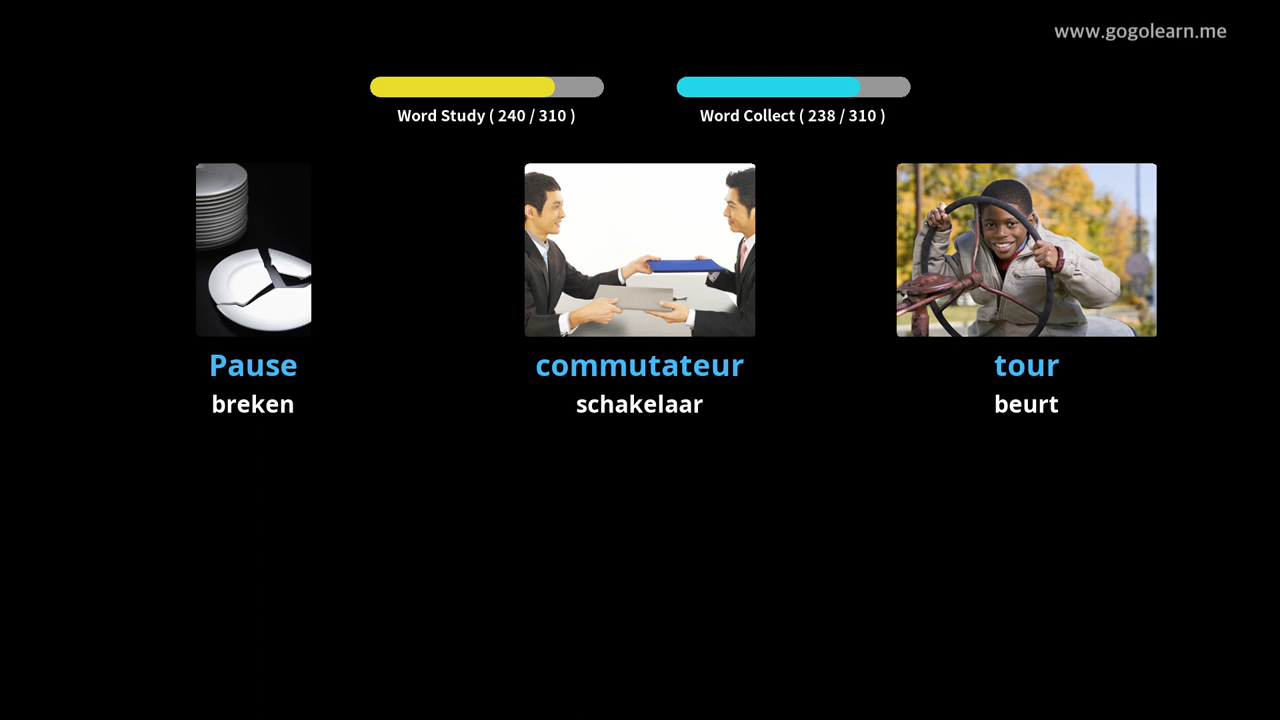 www.gogolearn.me
Word Study ( 240 / 310 )
Word Collect ( 238 / 310 )
Pause
breken
commutateur
schakelaar
tour
beurt